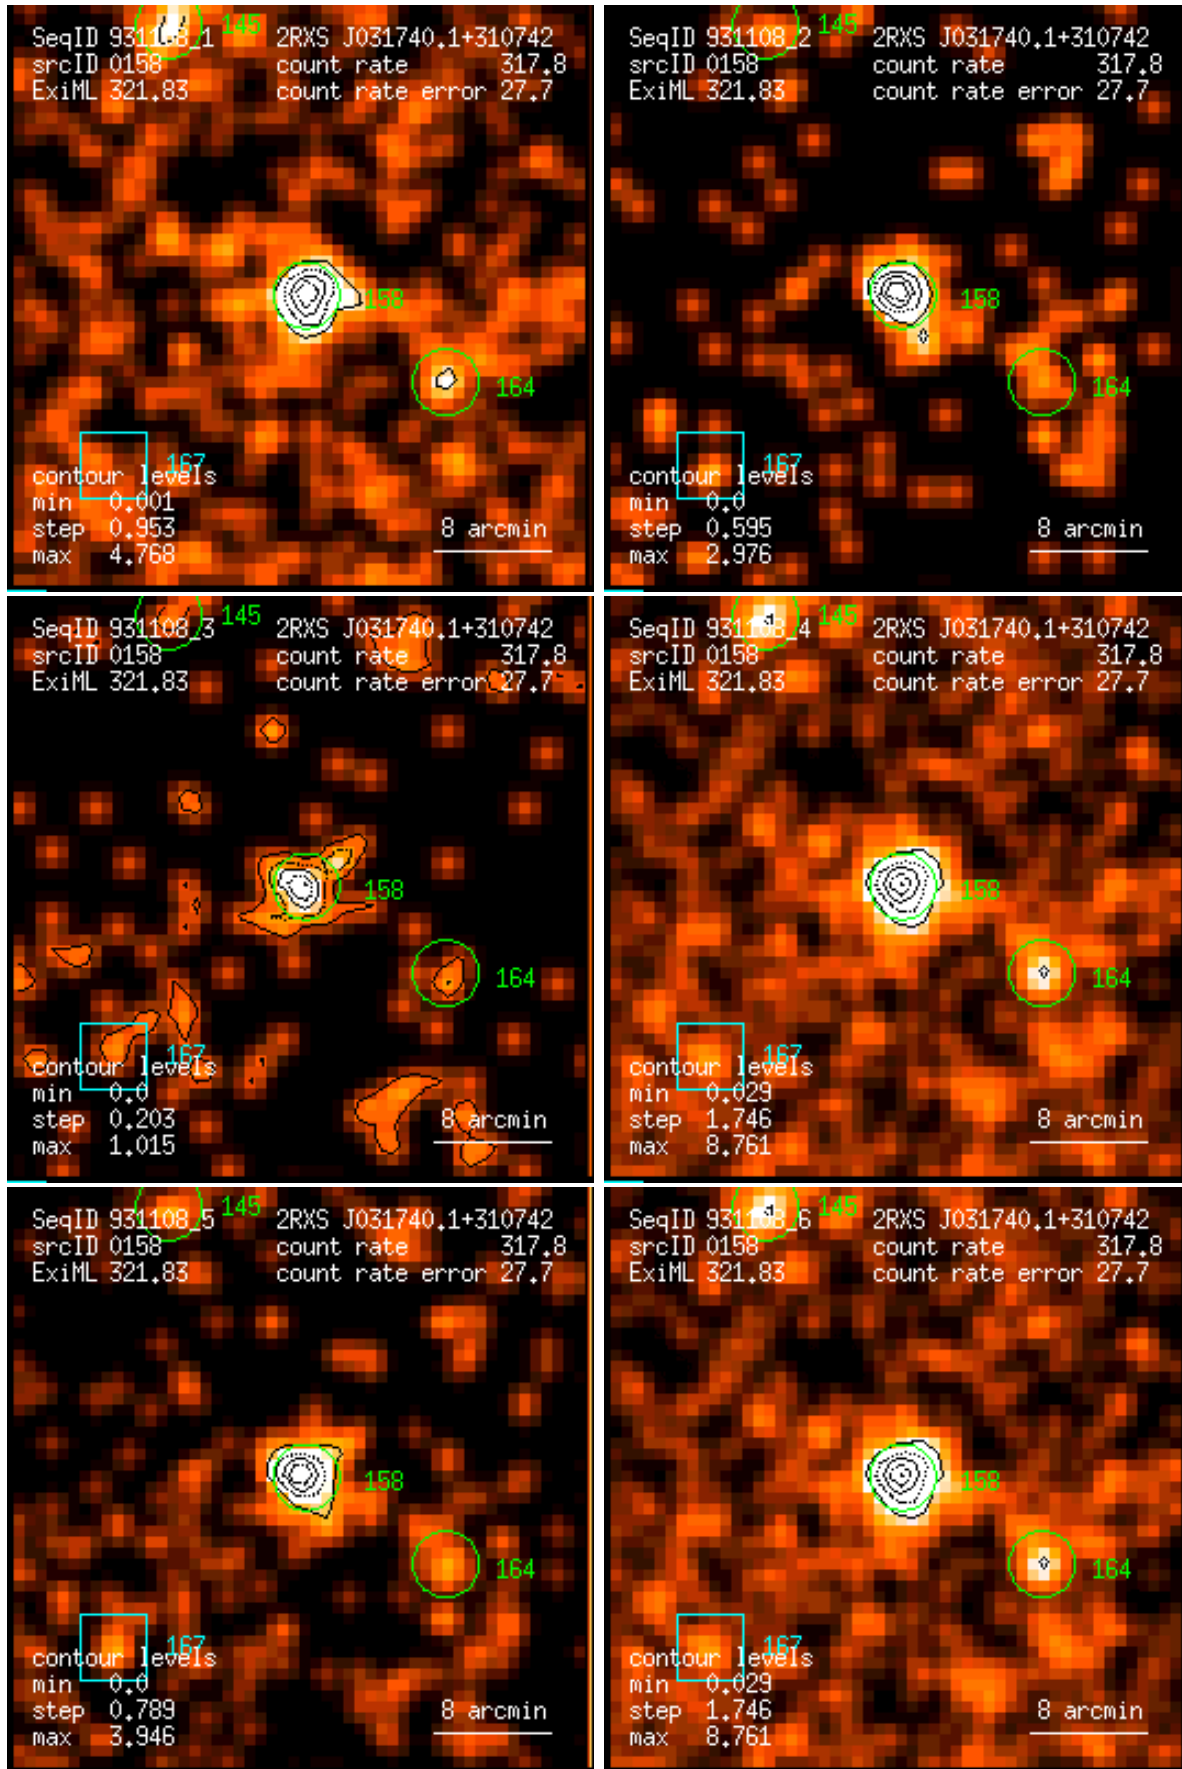 145
SeqID 931108_1 2RXS J031740.1+310742
srcID 0158 count rate 317.8
ExiML 321.83 count rate error 27.7
158
164
167
contour levels
min 0.001
step 0.953 8 arcmin
max 4.768
145
SeqID 931108_2 2RXS J031740.1+310742
srcID 0158 count rate 317.8
ExiML 321.83 count rate error 27.7
158
164
167
contour levels
min 0.0
step 0.595 8 arcmin
max 2.976
145
SeqID 931108_3 2RXS J031740.1+310742
srcID 0158 count rate 317.8
ExiML 321.83 count rate error 27.7
158
164
167
contour levels
min 0.0
step 0.203 8 arcmin
max 1.015
145
SeqID 931108_4 2RXS J031740.1+310742
srcID 0158 count rate 317.8
ExiML 321.83 count rate error 27.7
158
164
167
contour levels
min 0.029
step 1.746 8 arcmin
max 8.761
145
SeqID 931108_5 2RXS J031740.1+310742
srcID 0158 count rate 317.8
ExiML 321.83 count rate error 27.7
158
164
167
contour levels
min 0.0
step 0.789 8 arcmin
max 3.946
145
SeqID 931108_6 2RXS J031740.1+310742
srcID 0158 count rate 317.8
ExiML 321.83 count rate error 27.7
158
164
167
contour levels
min 0.029
step 1.746 8 arcmin
max 8.761